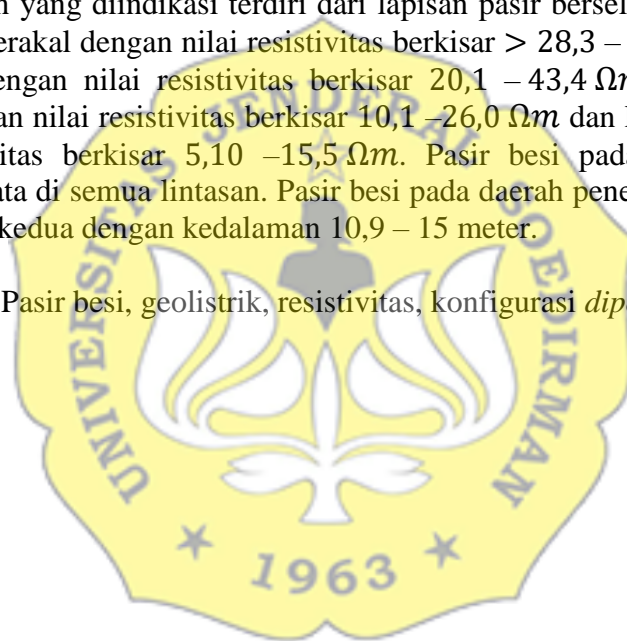 yang diindikasi terdiri dari lapisan pasir bersel
erakal dengan nilai resistivitas berkisar > 28,3 –
engan nilai resistivitas berkisar 20,1 – 43,4 Ωm
an nilai resistivitas berkisar 10,1 –26,0 Ωm dan
itas berkisar 5,10 –15,5 Ωm. Pasir besi pada
ata di semua lintasan. Pasir besi pada daerah pene
kedua dengan kedalaman 10,9 – 15 meter.
Pasir besi, geolistrik, resistivitas, konfigurasi dip
UNIVERSITAS JENDERAL SOEDIRMAN
★ 1963 ★